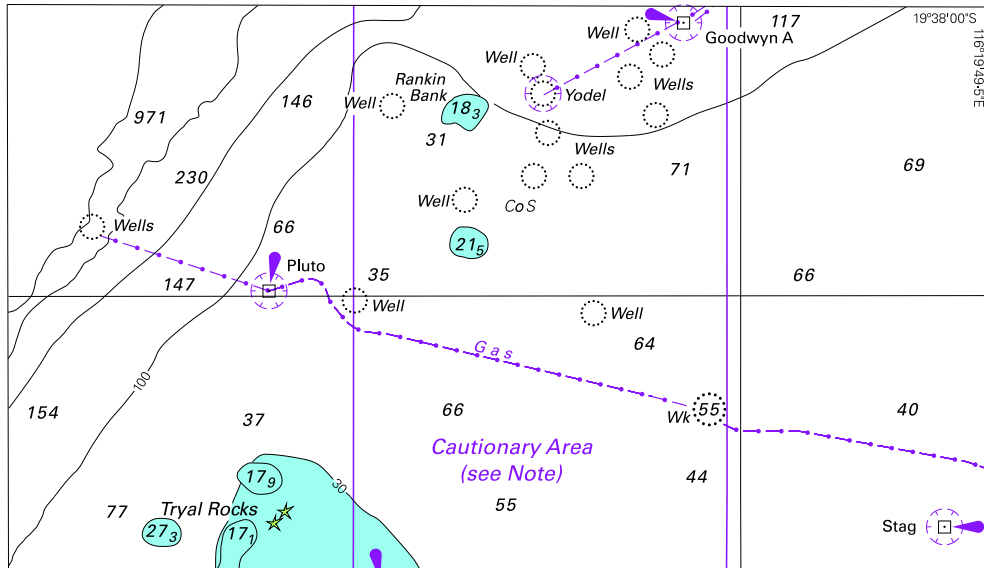 117
19°38'00"S
116°19'49·5"E
Well
Goodwyn A
Rankin
Bank
Well
Wells
Yodel
146
971
18₃
31
Wells
71
69
230
Well
CoS
Wells
66
21₅
Pluto
35
66
147
Well
Well
64
Gas
100
154
37
66
Wk
55
40
Cautionary Area
(see Note)
44
17₉
30
55
Tryal Rocks
77
27₃
17₁
Stag